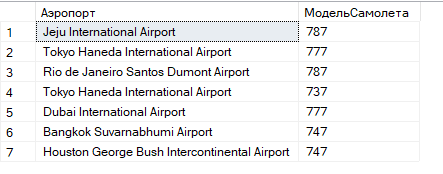 Аэропорт МодельСамолета
1 Jeju International Airport 787
2 Tokyo Haneda International Airport 777
3 Rio de Janeiro Santos Dumont Airport 787
4 Tokyo Haneda International Airport 737
5 Dubai International Airport 777
6 Bangkok Suvarnabhumi Airport 747
7 Houston George Bush Intercontinental Airport 747